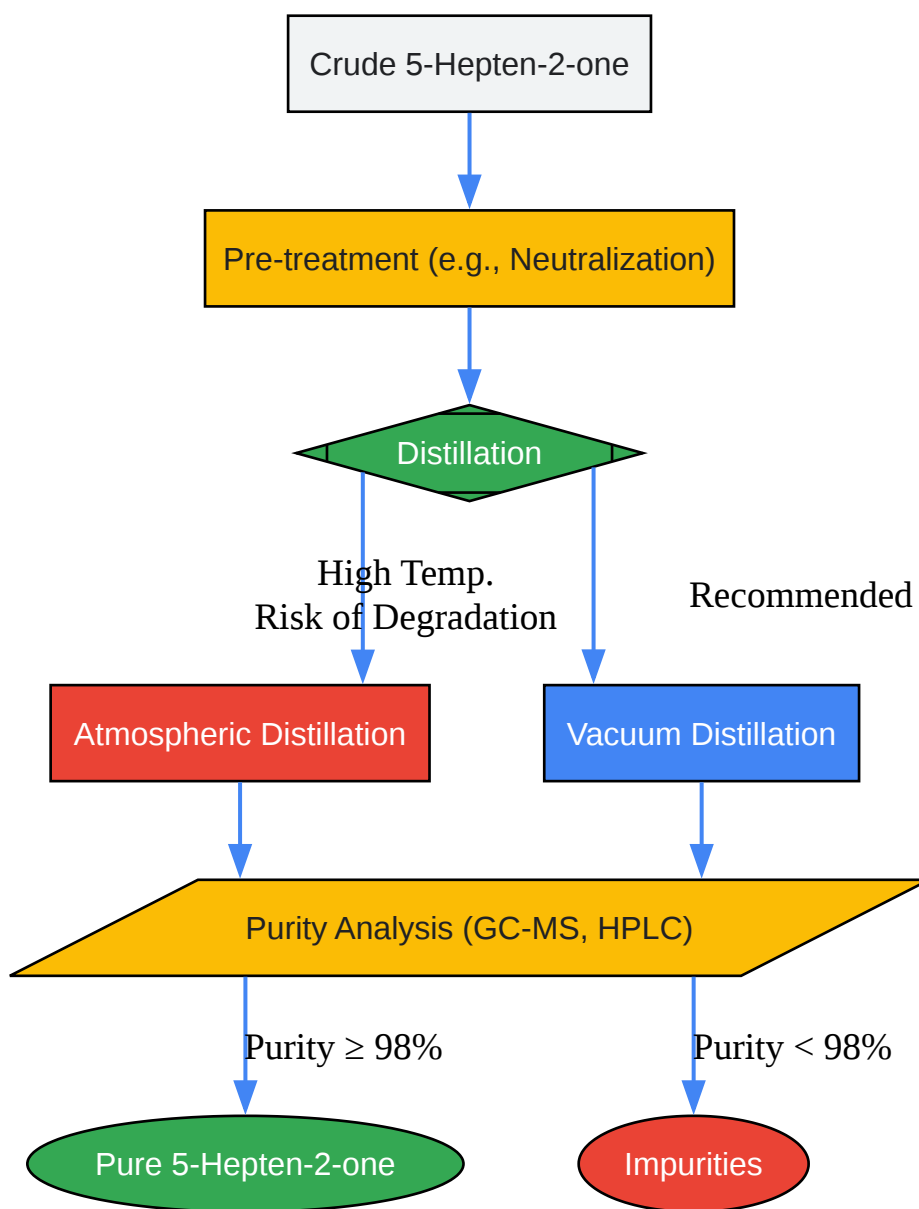 Crude 5-Hepten-2-one
Pre-treatment (e.g., Neutralization)
Distillation
High Temp.
Risk of Degradation
Recommended
Atmospheric Distillation
Vacuum Distillation
Purity Analysis (GC-MS, HPLC)
Purity ≥ 98%
Purity < 98%
Pure 5-Hepten-2-one
Impurities